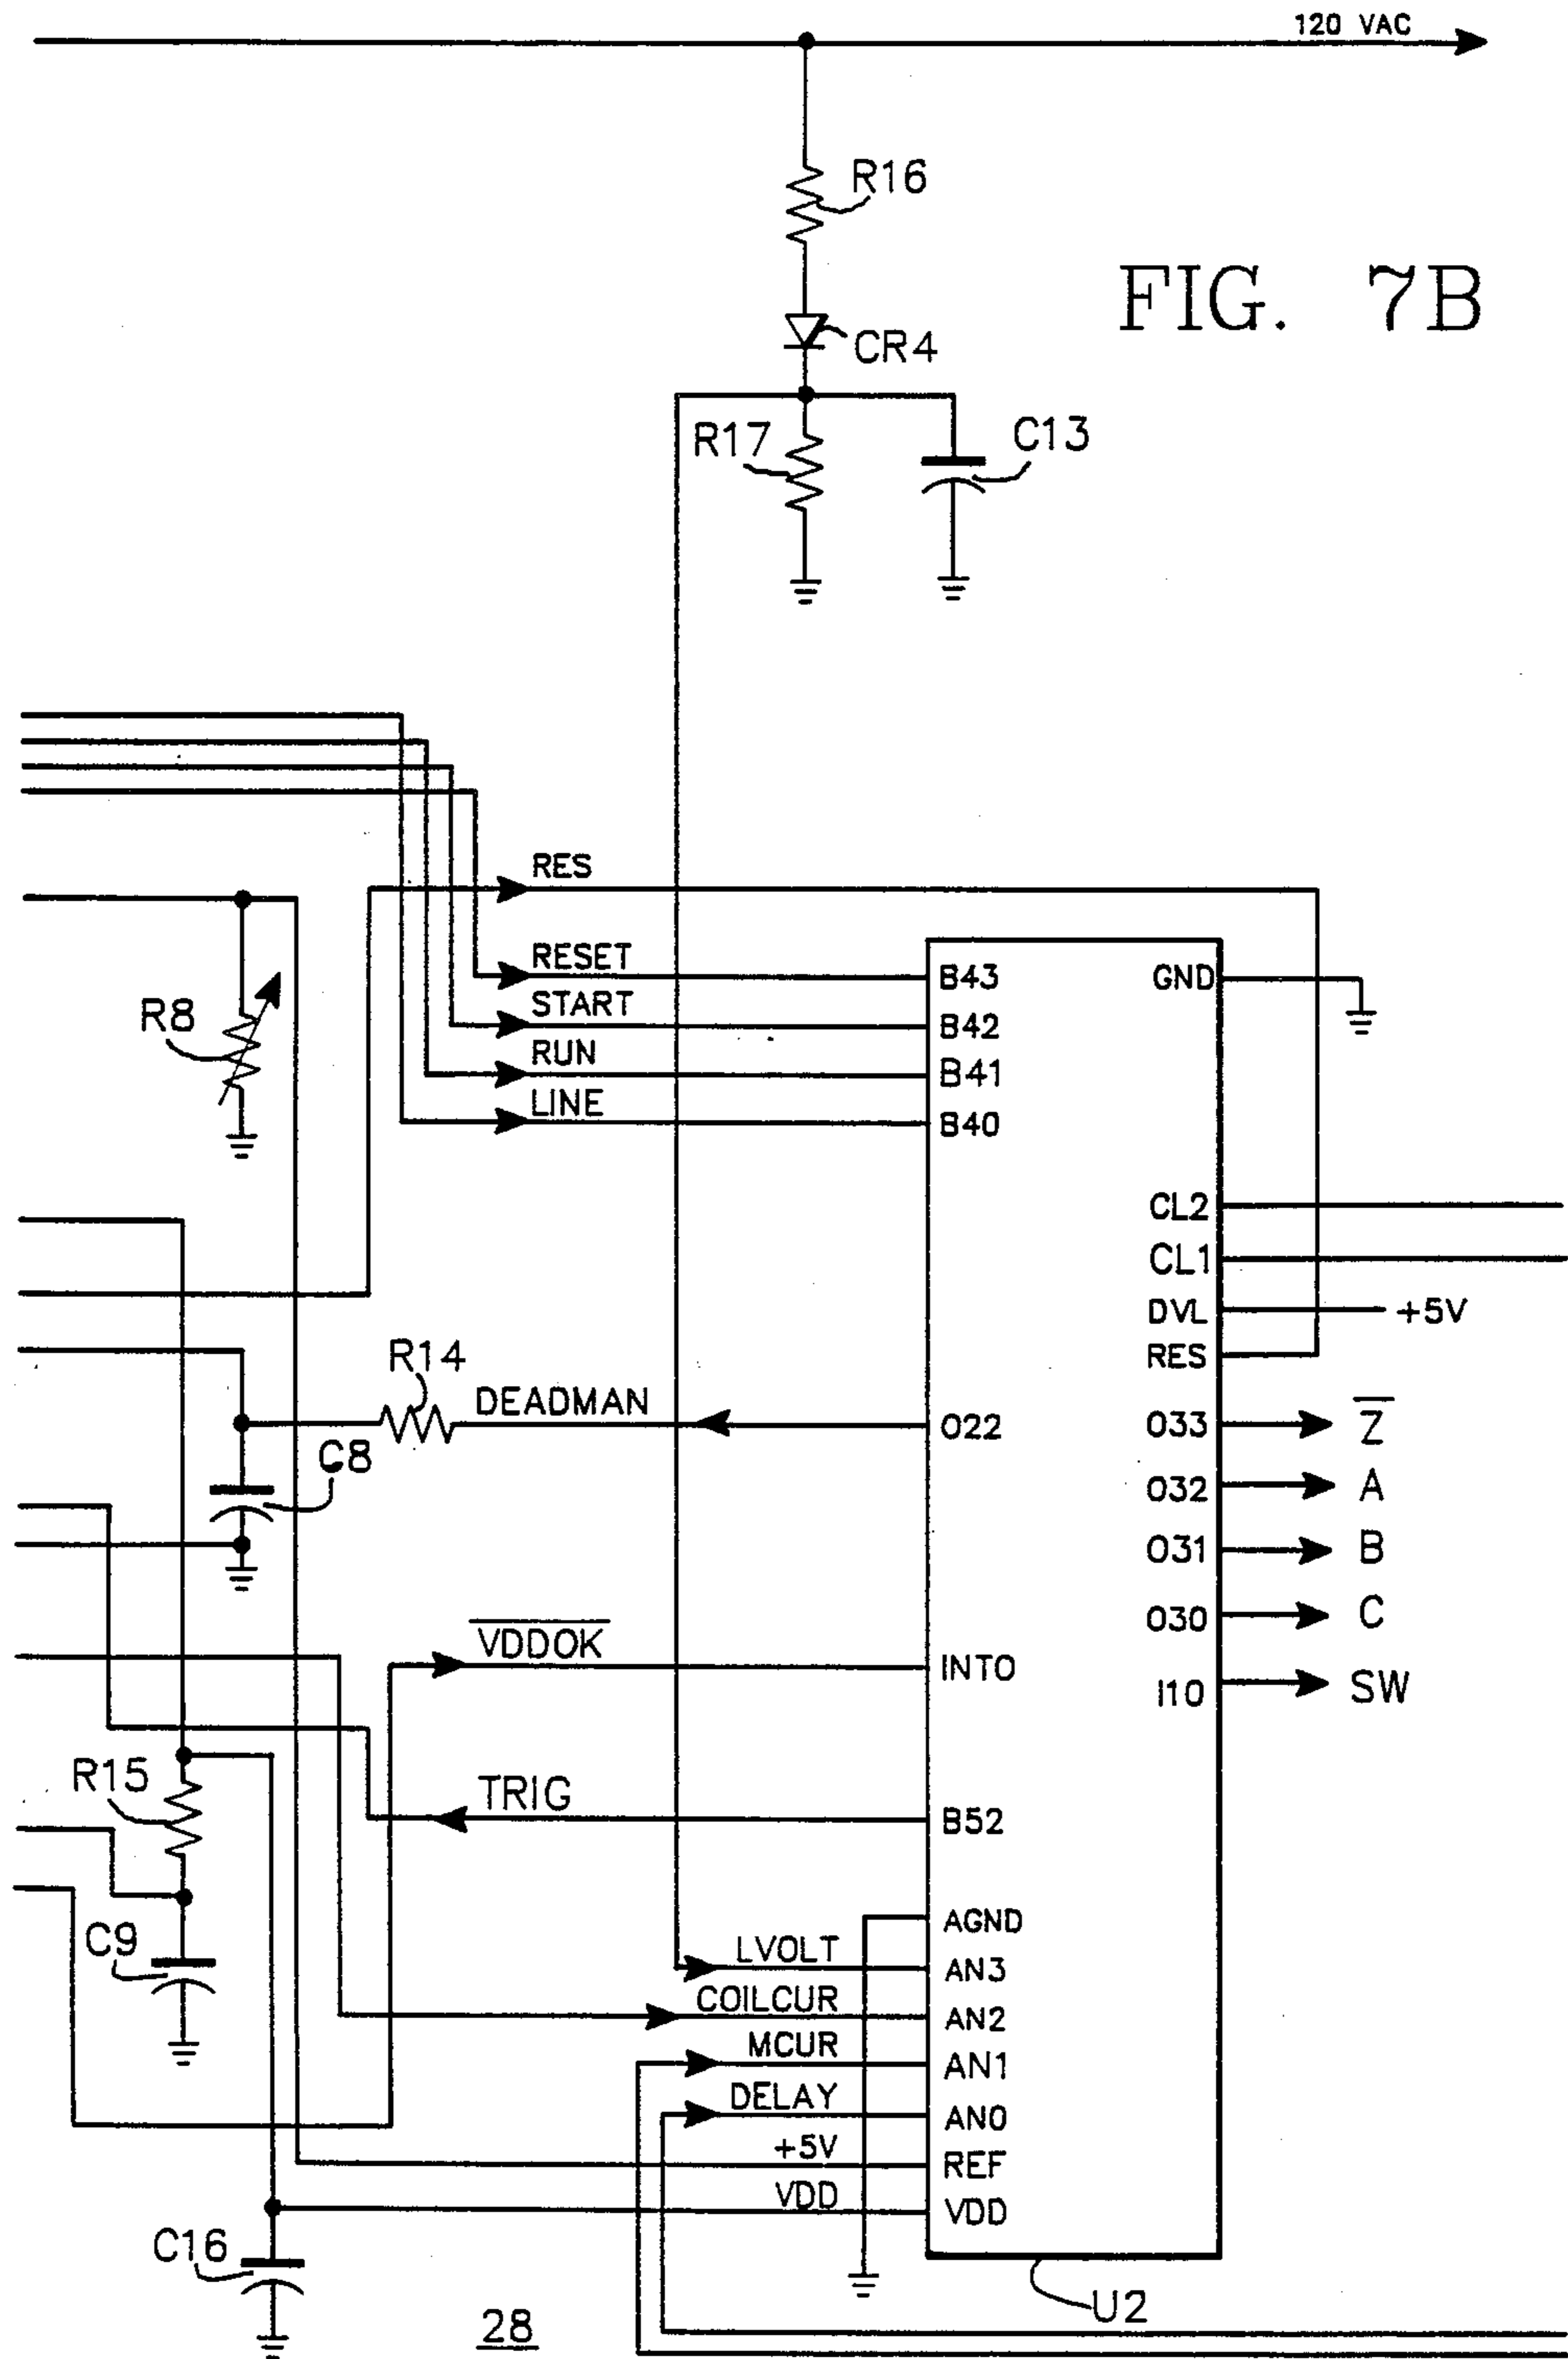 120 VAC
R16
FIG. 7B
CR4
R17
C13
RES
RESET
B43
GND
START
B42
R8
RUN
B41
LINE
B40
CL2
CL1
DVL
+5V
RES
R14
DEADMAN
O22
O33
Z
C8
O32
A
O31
B
VDDOK
O30
C
INTO
I10
SW
R15
TRIG
B52
AGND
C9
LVOLT
AN3
COILCUR
AN2
MCUR
AN1
DELAY
AN0
+5V
REF
VDD
VDD
C16
U2
28